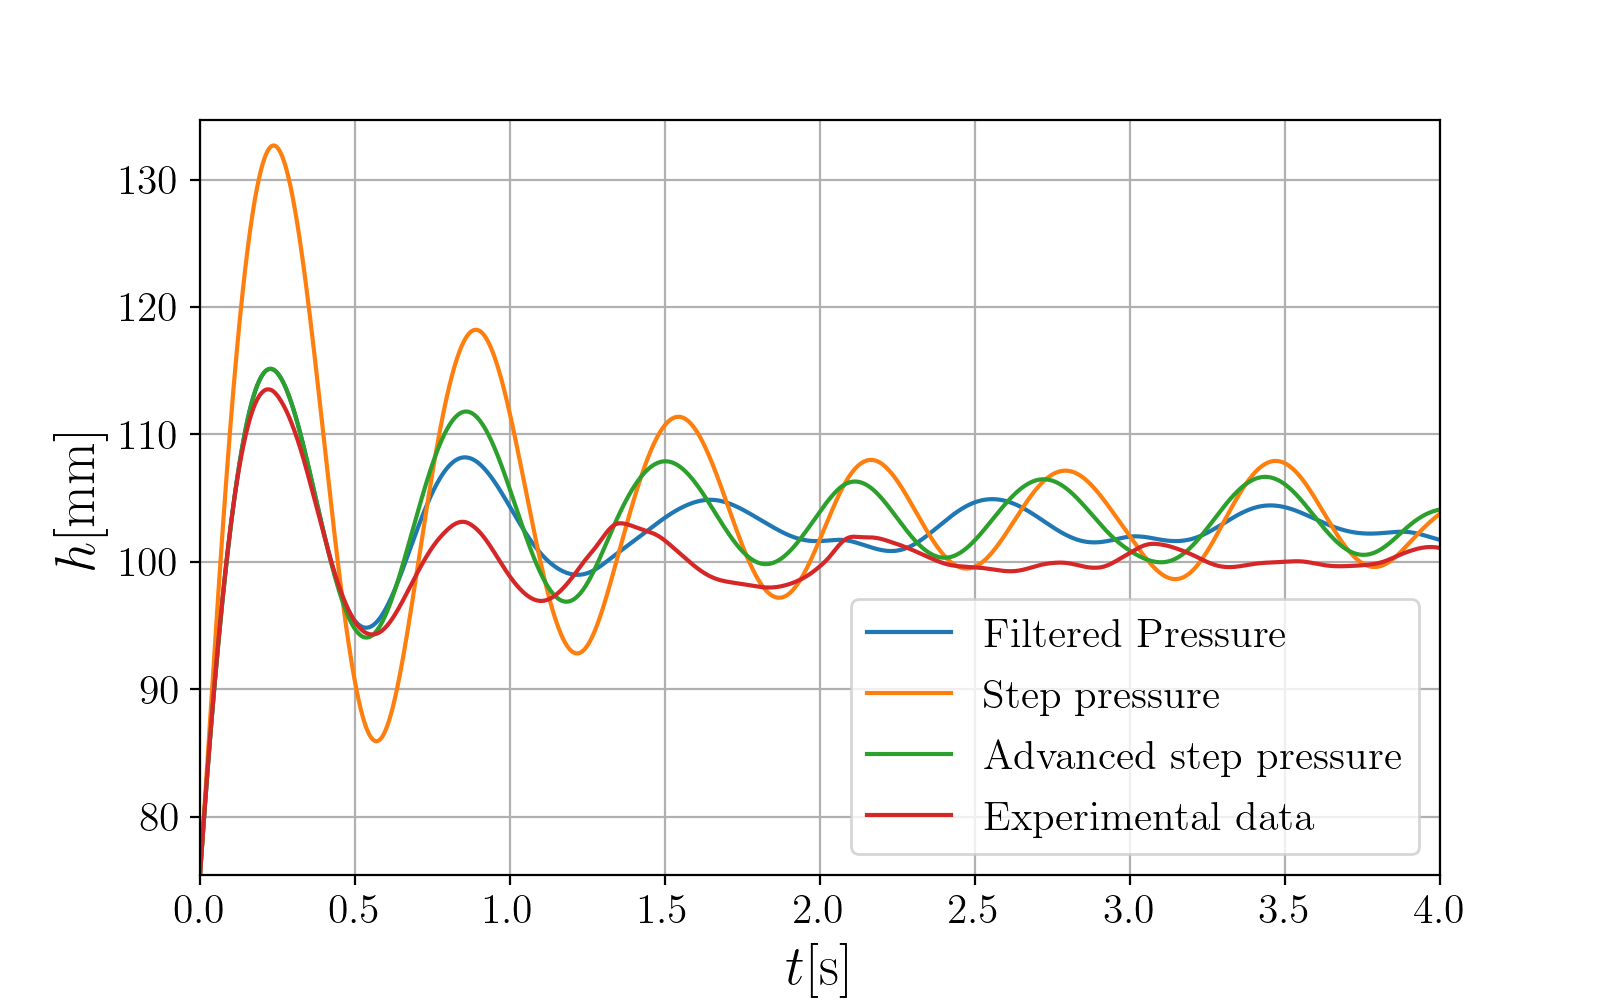 130
120
110
100
90
80
h[mm]
0.0 0.5 1.0 1.5 2.0 2.5 3.0 3.5 4.0
t[s]
Filtered Pressure
Step pressure
Advanced step pressure
Experimental data